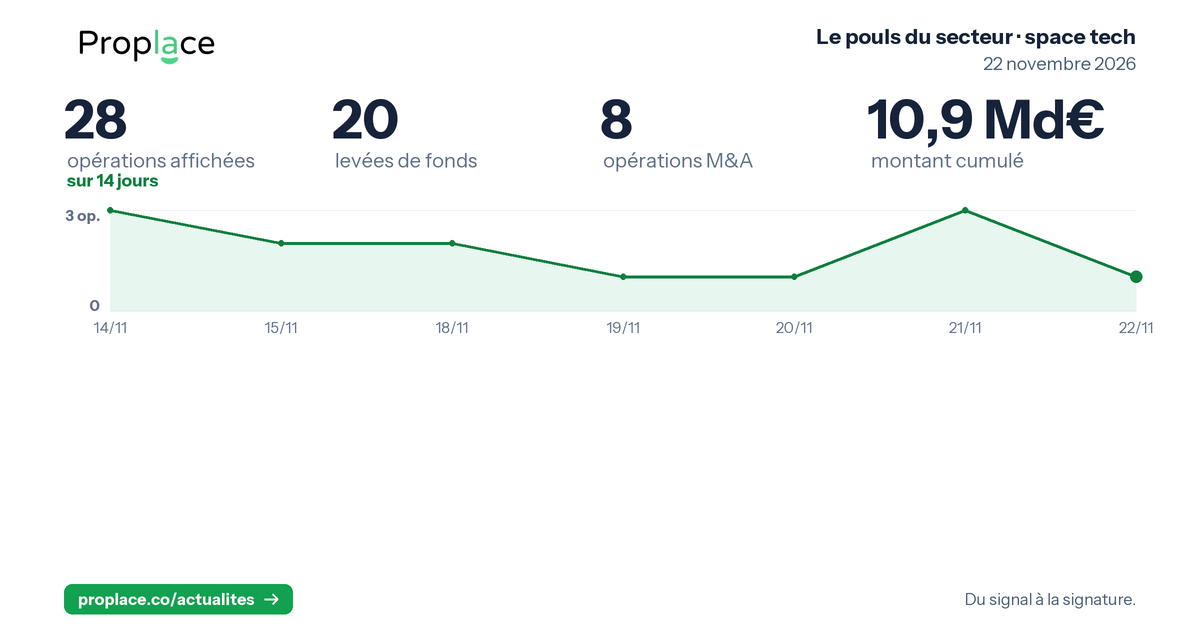 Proplace
Le pouls du secteur · space tech
22 novembre 2026
28
opérations affichées
sur 14 jours
20
levées de fonds
8
opérations M&A
10,9 Md€
montant cumulé
3 op.
0
14/11
15/11
18/11
19/11
20/11
21/11
22/11
proplace.co/actualites →
Du signal à la signature.